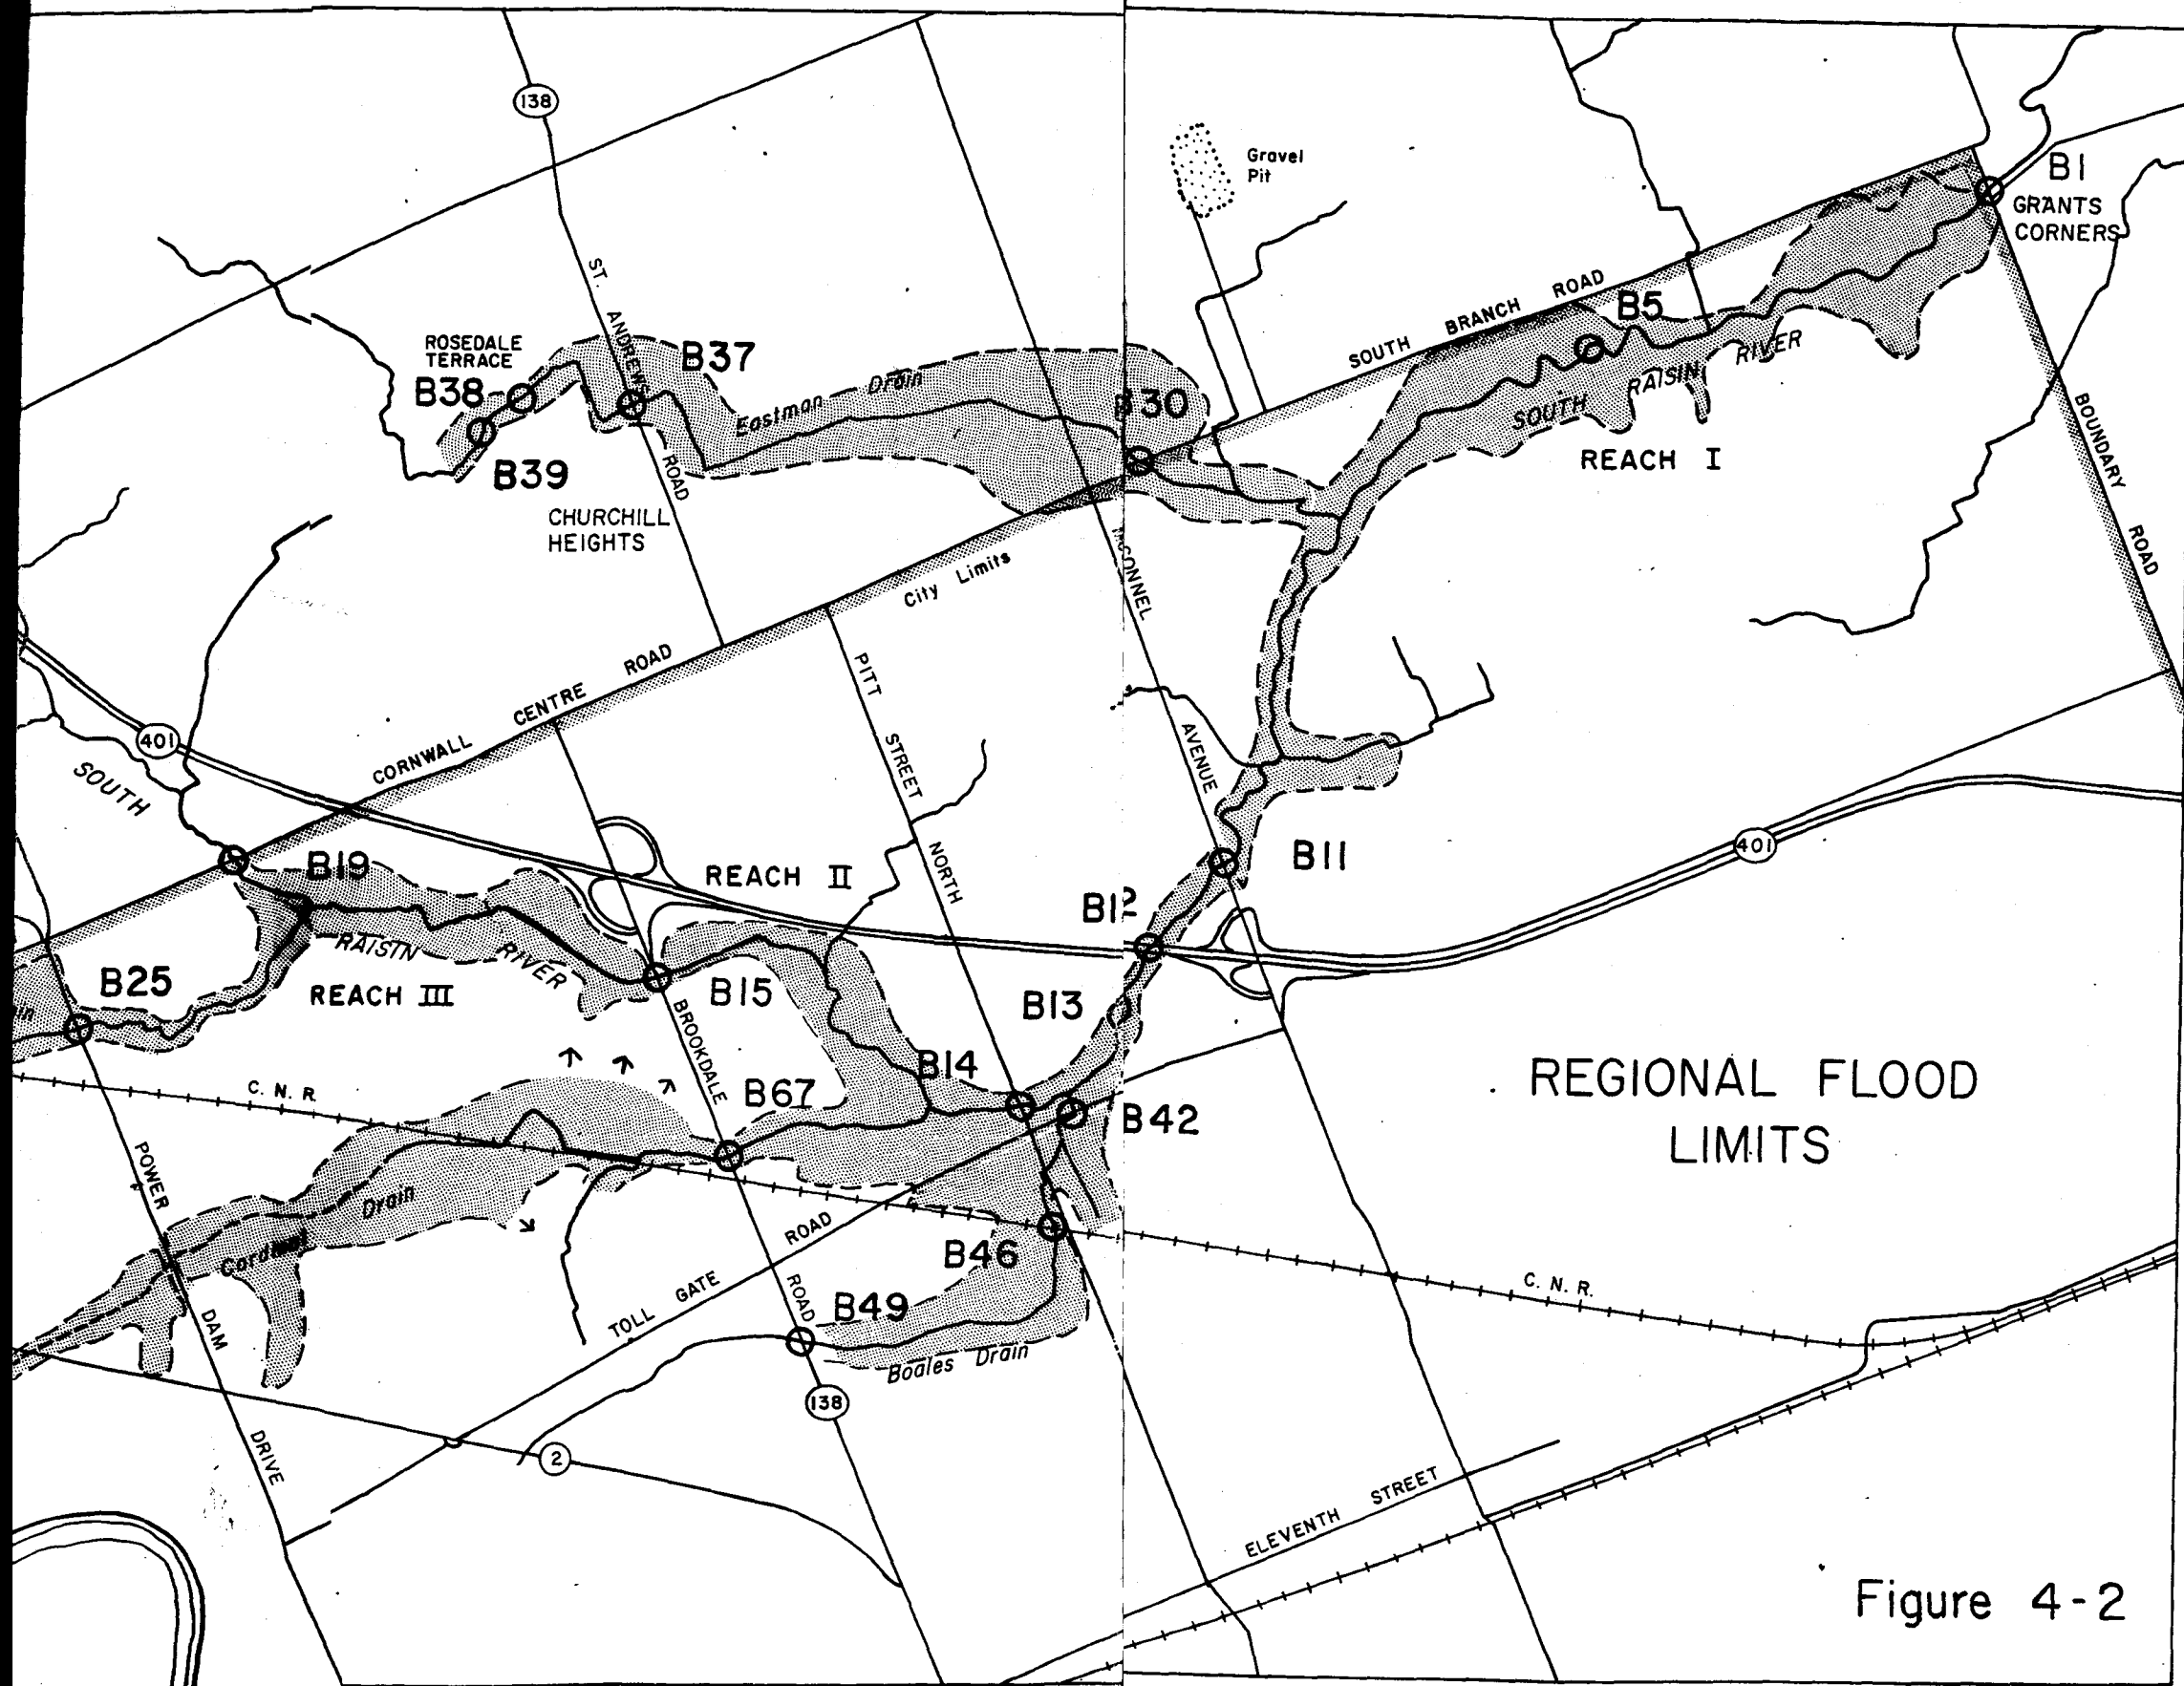 138
Gravel
Pit
B1
GRANTS
CORNERS
ST. ANDREWS ROAD
SOUTH BRANCH ROAD
B5
ROSEDALE
TERRACE
B37
B38
Eastman Drain
B30
SOUTH RAISIN RIVER
REACH I
B39
BOUNDARY ROAD
CHURCHILL
HEIGHTS
City Limits
McCONNEL AVENUE
CORNWALL CENTRE ROAD
PITT STREET NORTH
401
SOUTH RAISIN RIVER
B19
REACH II
B11
401
B12
B25
REACH III
B15
B13
BROOKDALE ROAD
B14
B67
B42
REGIONAL FLOOD
LIMITS
C. N. R.
POWER DAM DRIVE
Cardinal Drain
B46
TOLL GATE ROAD
B49
C. N. R.
Boales Drain
138
2
ELEVENTH STREET
Figure 4-2